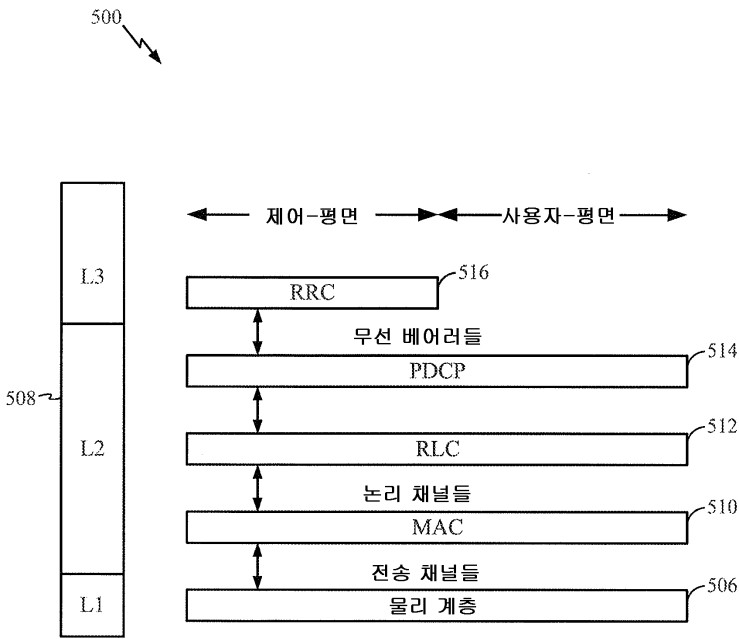 500
제어-평면
사용자-평면
L3
RRC
516
무선 베어러들
514
PDCP
508
L2
512
RLC
논리 채널들
510
MAC
전송 채널들
506
L1
물리 계층